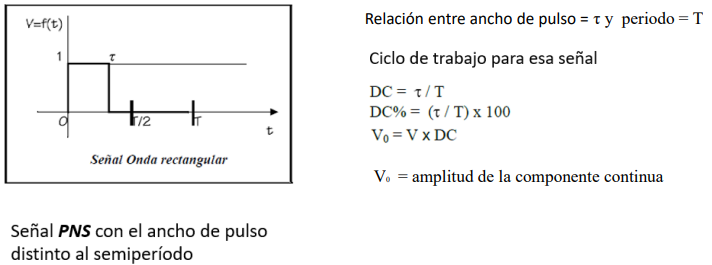 V=f(t)
1
τ
0
T/2
T
t
Señal Onda rectangular
Señal PNS con el ancho de pulso
distinto al semiperíodo
Relación entre ancho de pulso = τ y periodo = T
Ciclo de trabajo para esa señal
DC = τ / T
DC% = (τ / T) x 100
V₀ = V x DC
V₀ = amplitud de la componente continua